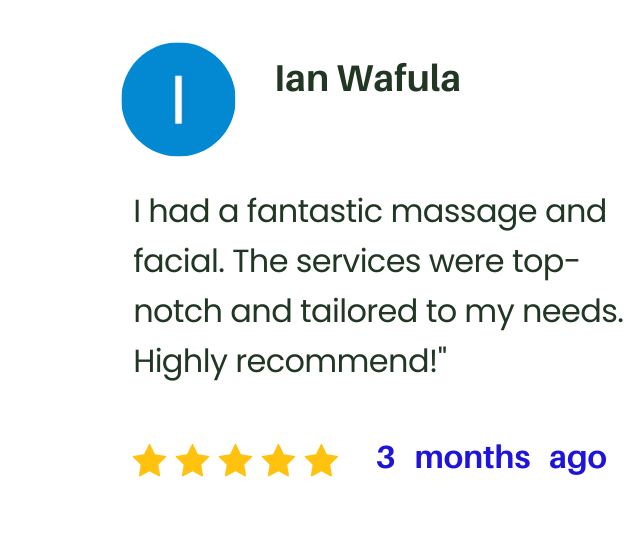 I
Ian Wafula
I had a fantastic massage and
facial. The services were top-
notch and tailored to my needs.
Highly recommend!"
3 months ago